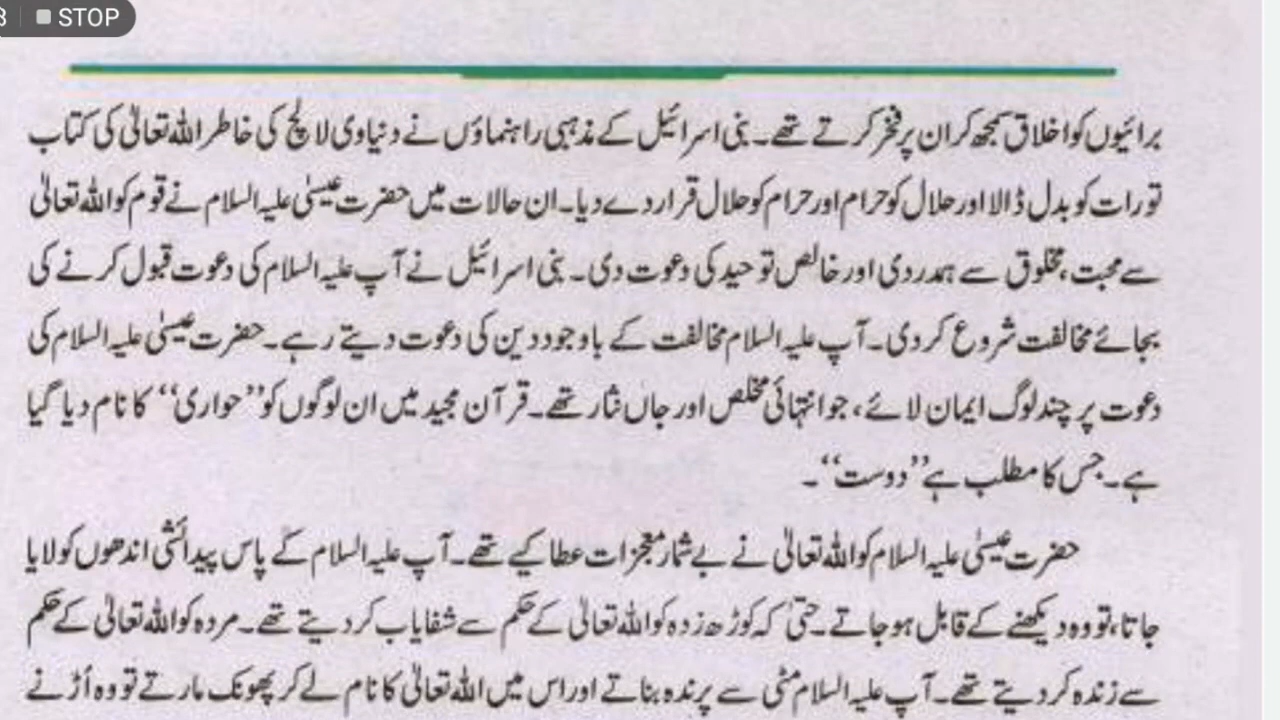 STOP
برائیوں کو اخلاق سمجھ کر ان پر فخر کرتے تھے۔ بنی اسرائیل کے مذہبی راہنماؤں نے دنیاوی لالچ کی خاطر اللہ تعالیٰ کی کتاب
تورات کو بدل ڈالا اور حلال کو حرام اور حرام کو حلال قرار دے دیا۔ ان حالات میں حضرت عیسیٰ علیہ السلام نے قوم کو اللہ تعالیٰ
سے محبت، مخلوق سے ہمدردی اور خالص توحید کی دعوت دی۔ بنی اسرائیل نے آپ علیہ السلام کی دعوت قبول کرنے کی
بجائے مخالفت شروع کر دی۔ آپ علیہ السلام مخالفت کے باوجود دین کی دعوت دیتے رہے۔ حضرت عیسیٰ علیہ السلام کی
دعوت پر چند لوگ ایمان لائے، جو انتہائی مخلص اور جاں نثار تھے۔ قرآن مجید میں ان لوگوں کو ”حواری“ کا نام دیا گیا
ہے۔ جس کا مطلب ہے ”دوست“۔
حضرت عیسیٰ علیہ السلام کو اللہ تعالیٰ نے بے شمار معجزات عطا کیے تھے۔ آپ علیہ السلام کے پاس پیدائشی اندھوں کو لایا
جاتا، تو وہ دیکھنے کے قابل ہو جاتے۔ حتیٰ کہ کوڑھ زدہ کو اللہ تعالیٰ کے حکم سے شفایاب کر دیتے تھے۔ مردہ کو اللہ تعالیٰ کے حکم
سے زندہ کر دیتے تھے۔ آپ علیہ السلام مٹی سے پرندہ بناتے اور اس میں اللہ تعالیٰ کا نام لے کر پھونک مارتے تو وہ اُڑنے